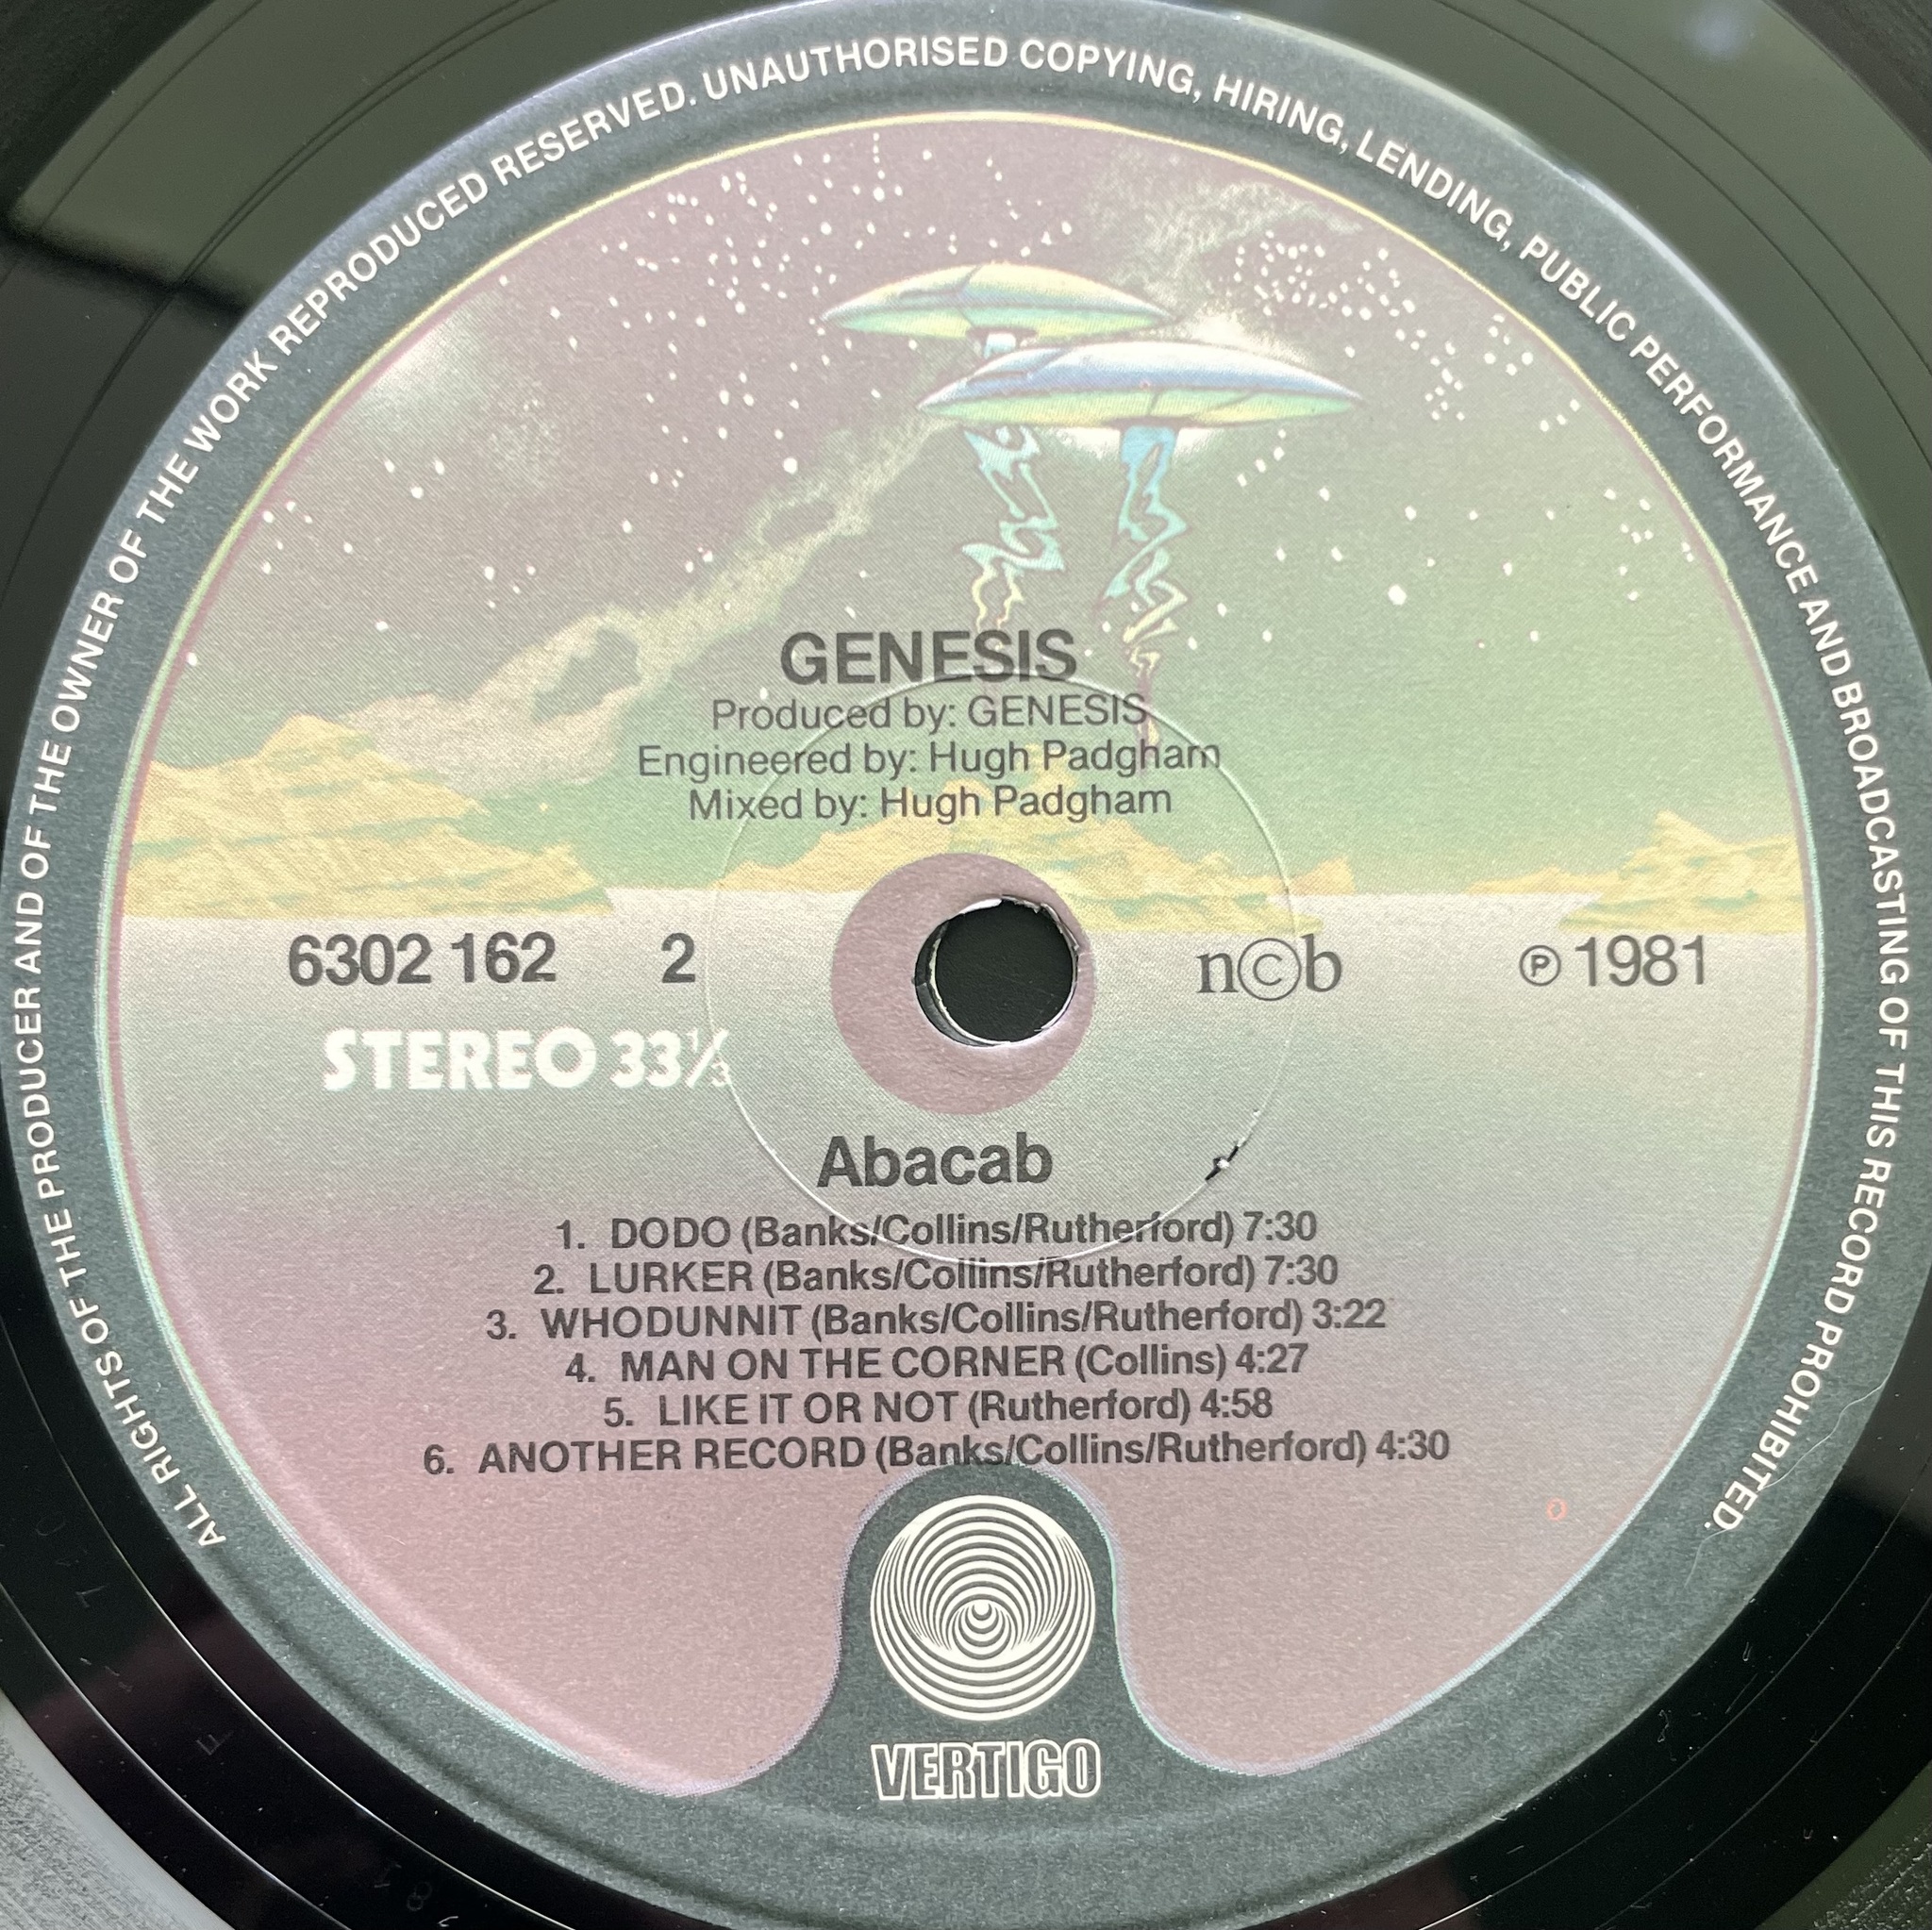 ALL RIGHTS OF THE PRODUCER AND OF THE OWNER OF THE WORK REPRODUCED RESERVED. UNAUTHORISED COPYING, HIRING, LENDING, PUBLIC PERFORMANCE AND BROADCASTING OF THIS RECORD PROHIBITED.
GENESIS
Produced by: GENESIS
Engineered by: Hugh Padgham
Mixed by: Hugh Padgham
6302 162 2 n©b ℗ 1981
STEREO 33⅓
Abacab
1. DODO (Banks/Collins/Rutherford) 7:30
2. LURKER (Banks/Collins/Rutherford) 7:30
3. WHODUNNIT (Banks/Collins/Rutherford) 3:22
4. MAN ON THE CORNER (Collins) 4:27
5. LIKE IT OR NOT (Rutherford) 4:58
6. ANOTHER RECORD (Banks/Collins/Rutherford) 4:30
VERTIGO